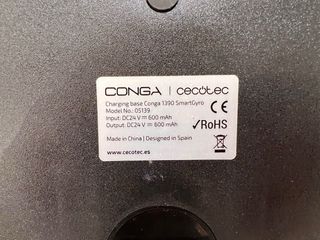 CONGA | cecotec
Charging base Conga 1390 SmartGyro
Model No.: 05139
Input: DC24 V ⎓ 600 mAh
Output: DC24 V ⎓ 600 mAh
CE
✓RoHS
Made in China | Designed in Spain
www.cecotec.es